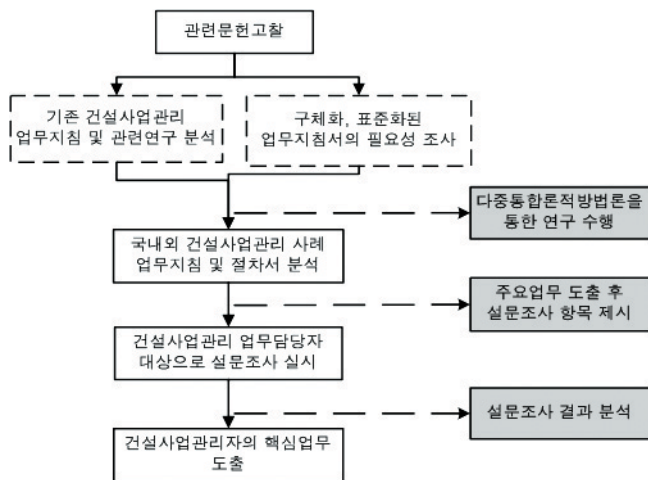 관련문헌고찰
기존 건설사업관리
업무지침 및 관련연구 분석
구체화, 표준화된
업무지침서의 필요성 조사
다중통합론적방법론을
통한 연구 수행
국내외 건설사업관리 사례
업무지침 및 절차서 분석
주요업무 도출 후
설문조사 항목 제시
건설사업관리 업무담당자
대상으로 설문조사 실시
설문조사 결과 분석
건설사업관리자의 핵심업무
도출